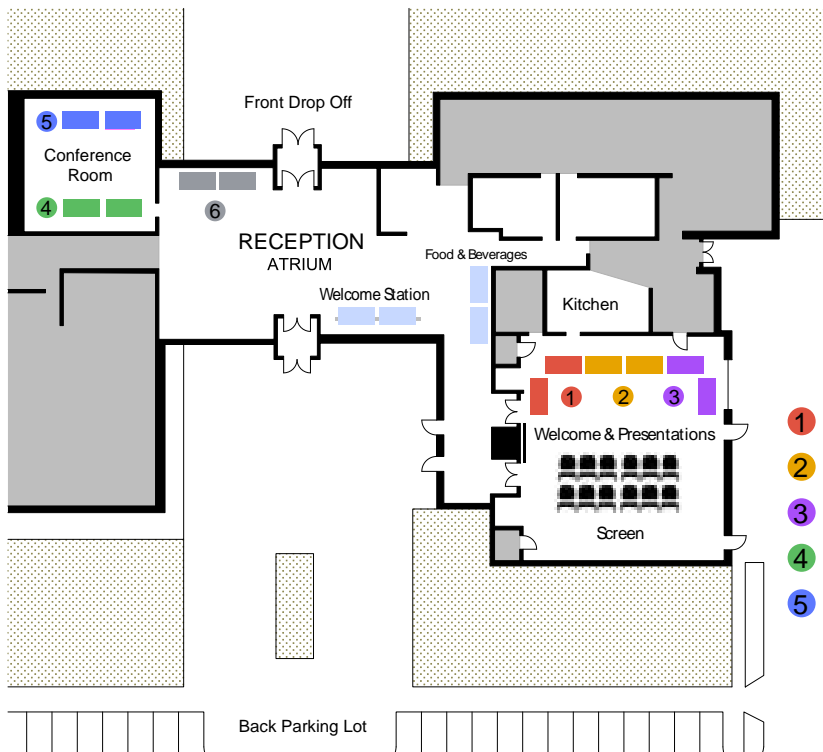 Front Drop Off
5
Conference
Room
4
6
RECEPTION
ATRIUM
Food & Beverages
Welcome Station
Kitchen
1
2
3
Welcome & Presentations
Screen
1
2
3
4
5
Back Parking Lot